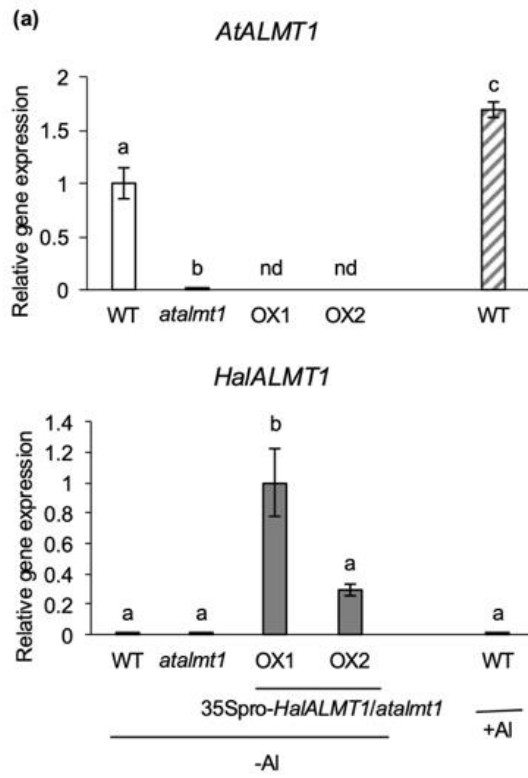 (a)
AtALMT1
Relative gene expression
2
1.5
1
0.5
0
a
b
nd
nd
c
WT
atalmt1
OX1
OX2
WT
HalALMT1
Relative gene expression
1.4
1.2
1
0.8
0.6
0.4
0.2
0
a
a
b
a
a
WT
atalmt1
OX1
OX2
WT
35Spro-HalALMT1/atalmt1
+Al
-Al